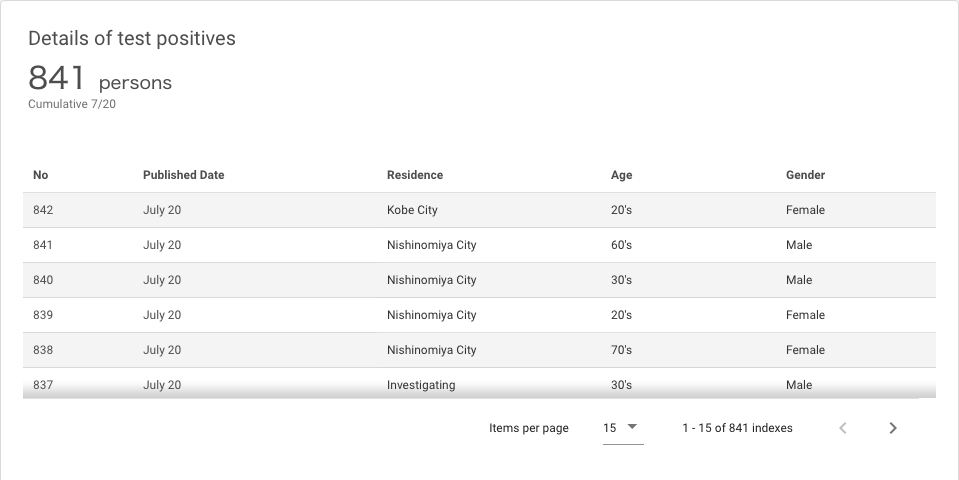 Details of test positives
841 persons
Cumulative 7/20
No Published Date Residence Age Gender
842 July 20 Kobe City 20's Female
841 July 20 Nishinomiya City 60's Male
840 July 20 Nishinomiya City 30's Male
839 July 20 Nishinomiya City 20's Female
838 July 20 Nishinomiya City 70's Female
837 July 20 Investigating 30's Male
Items per page 15 1 - 15 of 841 indexes